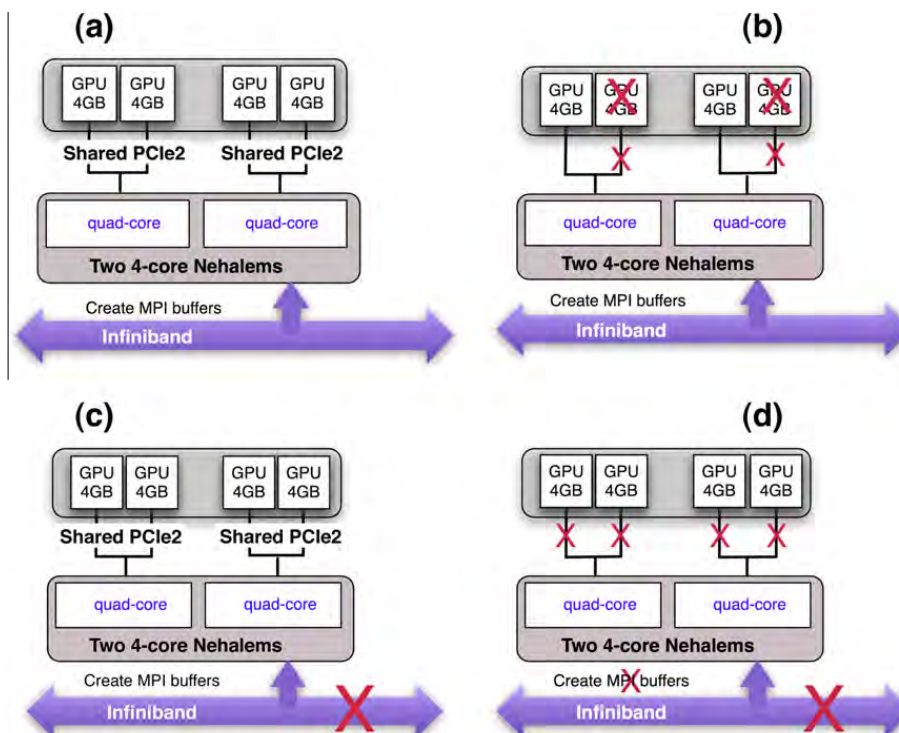 (a)
GPU GPU GPU GPU
4GB 4GB 4GB 4GB
Shared PCIe2 Shared PCIe2
quad-core quad-core
Two 4-core Nehalems
Create MPI buffers
Infiniband
(b)
GPU GPU GPU GPU
4GB 4GB 4GB 4GB
quad-core quad-core
Two 4-core Nehalems
Create MPI buffers
Infiniband
(c)
GPU GPU GPU GPU
4GB 4GB 4GB 4GB
Shared PCIe2 Shared PCIe2
quad-core quad-core
Two 4-core Nehalems
Create MPI buffers
Infiniband
(d)
GPU GPU GPU GPU
4GB 4GB 4GB 4GB
quad-core quad-core
Two 4-core Nehalems
Create MPI buffers
Infiniband